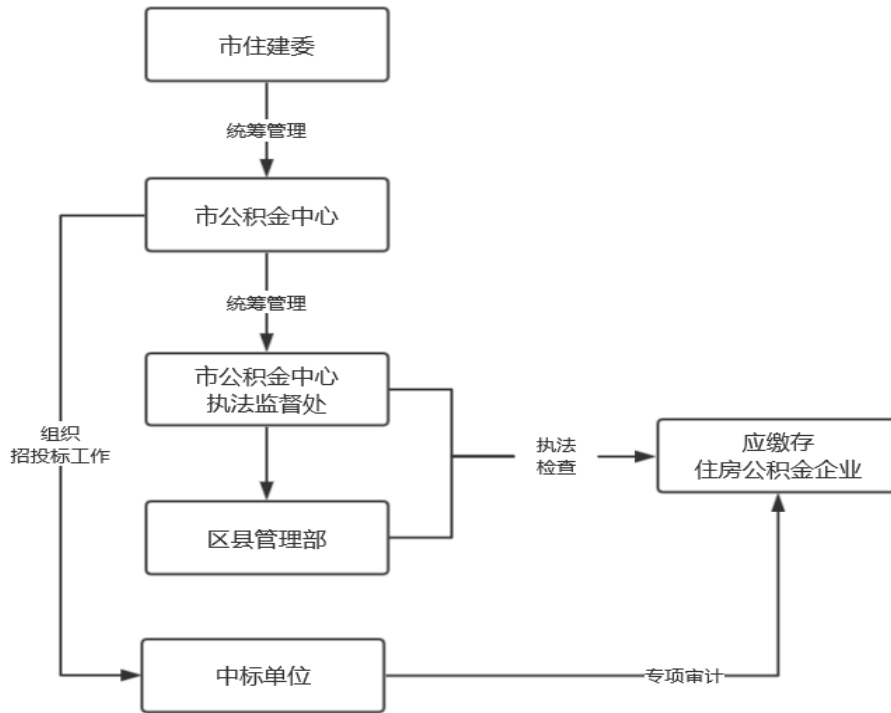 市住建委
统筹管理
市公积金中心
统筹管理
市公积金中心
执法监督处
组织
招投标工作
执法
检查
应缴存
住房公积金企业
区县管理部
中标单位
专项审计